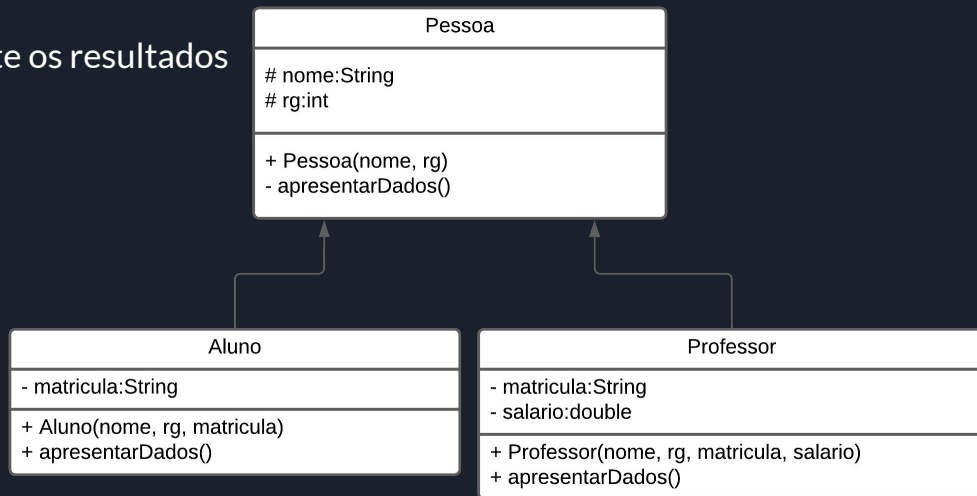 te os resultados
Pessoa
# nome:String
# rg:int
+ Pessoa(nome, rg)
- apresentarDados()
Aluno
- matricula:String
+ Aluno(nome, rg, matricula)
+ apresentarDados()
Professor
- matricula:String
- salario:double
+ Professor(nome, rg, matricula, salario)
+ apresentarDados()